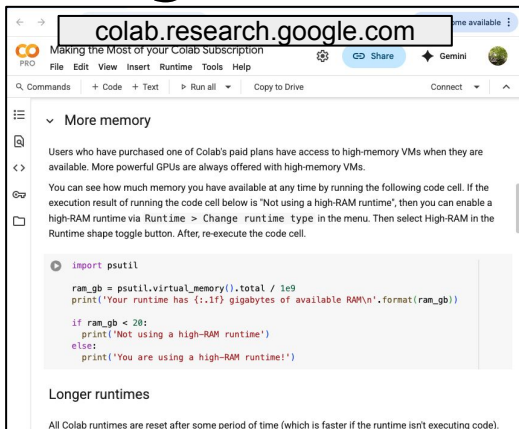 colab.research.google.com
me available
Making the Most of your Colab Subscription
Share
Gemini
CO
PRO
File Edit View Insert Runtime Tools Help
Commands + Code + Text Run all Copy to Drive Connect
More memory
Users who have purchased one of Colab's paid plans have access to high-memory VMs when they are
available. More powerful GPUs are always offered with high-memory VMs.
You can see how much memory you have available at any time by running the following code cell. If the
execution result of running the code cell below is "Not using a high-RAM runtime", then you can enable a
high-RAM runtime via Runtime > Change runtime type in the menu. Then select High-RAM in the
Runtime shape toggle button. After, re-execute the code cell.
import psutil
ram_gb = psutil.virtual_memory().total / 1e9
print('Your runtime has {:.1f} gigabytes of available RAM\n'.format(ram_gb))
if ram_gb < 20:
print('Not using a high-RAM runtime')
else:
print('You are using a high-RAM runtime!')
Longer runtimes
All Colab runtimes are reset after some period of time (which is faster if the runtime isn't executing code).